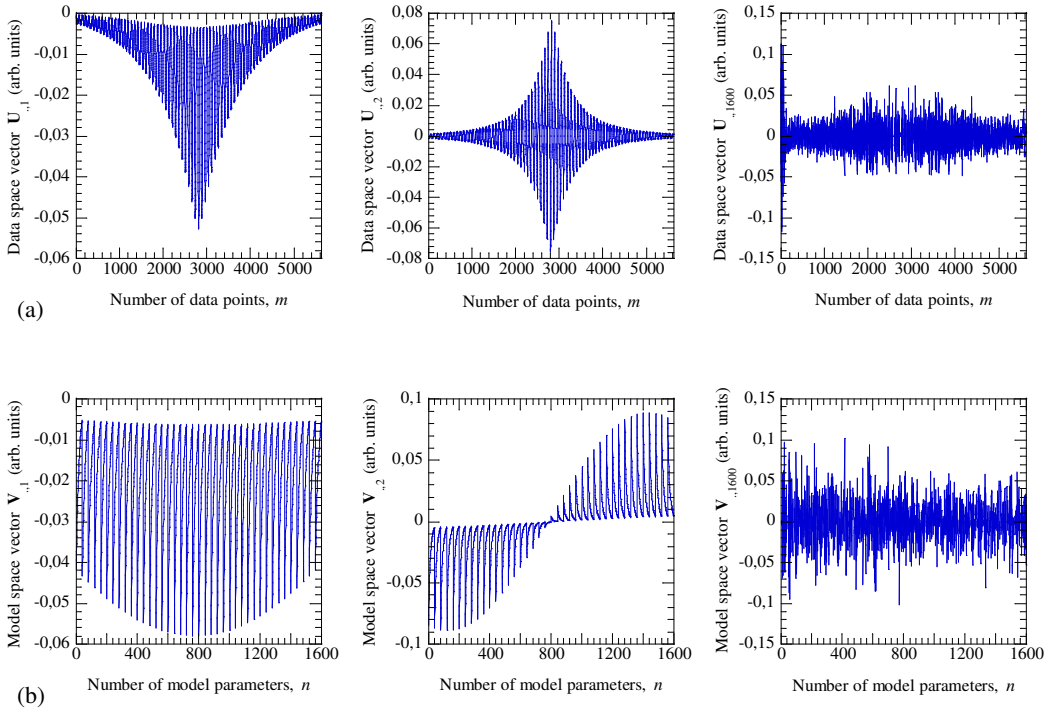 Data space vector U.,1 (arb. units)
0
-0,01
-0,02
-0,03
-0,04
-0,05
-0,06
0 1000 2000 3000 4000 5000
Number of data points, m
Data space vector U.,2 (arb. units)
0,08
0,06
0,04
0,02
0
-0,02
-0,04
-0,06
-0,08
0 1000 2000 3000 4000 5000
Number of data points, m
Data space vector U.,1600 (arb. units)
0,15
0,1
0,05
0
-0,05
-0,1
-0,15
0 1000 2000 3000 4000 5000
Number of data points, m
(a)
Model space vector V.,1 (arb. units)
0
-0,01
-0,02
-0,03
-0,04
-0,05
-0,06
0 400 800 1200 1600
Number of model parameters, n
Model space vector V.,2 (arb. units)
0,1
0,05
0
-0,05
-0,1
0 400 800 1200 1600
Number of model parameters, n
Model space vector V.,1600 (arb. units)
0,15
0,1
0,05
0
-0,05
-0,1
-0,15
0 400 800 1200 1600
Number of model parameters, n
(b)